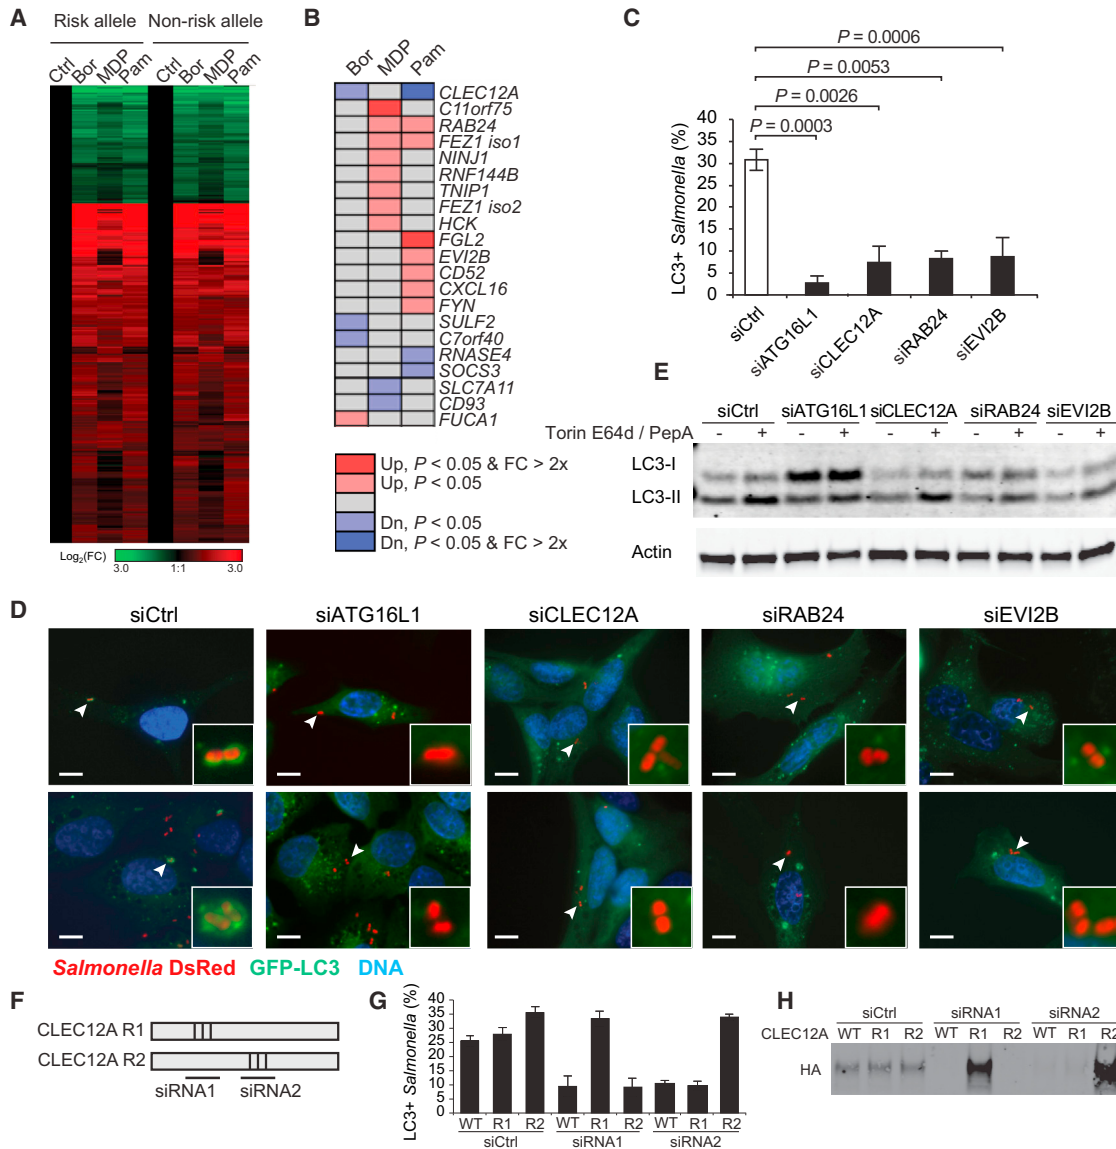 A
Risk allele Non-risk allele
Ctrl Bor MDP Pam Ctrl Bor MDP Pam
Log2(FC)
3.0 1:1 3.0
B
Bor MDP Pam
CLEC12A
C11orf75
RAB24
FEZ1 iso1
NINJ1
RNF144B
TNIP1
FEZ1 iso2
HCK
FGL2
EVI2B
CD52
CXCL16
FYN
SULF2
C7orf40
RNASE4
SOCS3
SLC7A11
CD93
FUCA1
Up, P < 0.05 & FC > 2x
Up, P < 0.05
Dn, P < 0.05
Dn, P < 0.05 & FC > 2x
C
P = 0.0006
P = 0.0053
P = 0.0026
P = 0.0003
LC3+ Salmonella (%)
40
35
30
25
20
15
10
5
0
siCtrl
siATG16L1
siCLEC12A
siRAB24
siEVI2B
E
siCtrl siATG16L1 siCLEC12A siRAB24 siEVI2B
Torin E64d / PepA - + - + - + - + - +
LC3-I
LC3-II
Actin
D
siCtrl siATG16L1 siCLEC12A siRAB24 siEVI2B
Salmonella DsRed GFP-LC3 DNA
F
CLEC12A R1
CLEC12A R2
siRNA1 siRNA2
G
LC3+ Salmonella (%)
40
35
30
25
20
15
10
5
0
WT R1 R2 WT R1 R2 WT R1 R2
siCtrl siRNA1 siRNA2
H
siCtrl siRNA1 siRNA2
CLEC12A WT R1 R2 WT R1 R2 WT R1 R2
HA